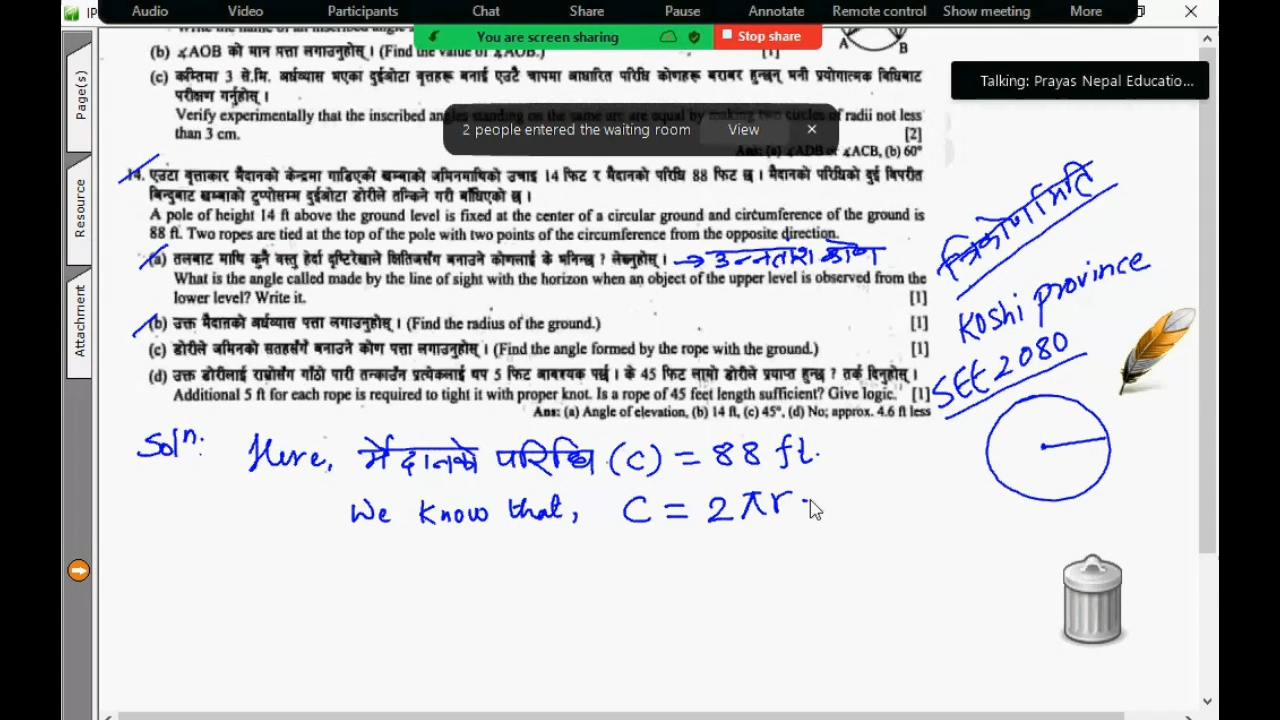 IP Audio Video Participants Chat Share Pause Annotate Remote control Show meeting More
You are screen sharing Stop share
A B
(b) ∡AOB को मान पत्ता लगाउनुहोस् । (Find the value of ∡AOB.) [1]
(c) कम्तिमा 3 से.मि. अर्धव्यास भएका दुईओटा वृत्तहरू बनाई एउटै चापमा आधारित परिधि कोणहरू बराबर हुन्छन् भनी प्रयोगात्मक विधिबाट
परीक्षण गर्नुहोस् ।
Talking: Prayas Nepal Educatio...
Verify experimentally that the inscribed angles standing on the same arc are equal by making two circles of radii not less
than 3 cm. [2]
2 people entered the waiting room View ×
Ans: (a) ∡ADB or ∡ACB, (b) 60°
14. एउटा वृत्ताकार मैदानको केन्द्रमा गाडिएको खम्बाको जमिनमाथिको उचाइ 14 फिट र मैदानको परिधि 88 फिट छ । मैदानको परिधिको दुई विपरीत
बिन्दुबाट खम्बाको टुप्पोसम्म दुईओटा डोरीले तन्किने गरी बाँधिएको छ ।
A pole of height 14 ft above the ground level is fixed at the center of a circular ground and circumference of the ground is
88 ft. Two ropes are tied at the top of the pole with two points of the circumference from the opposite direction.
(a) तलबाट माथि कुनै वस्तु हेर्दा दृष्टिरेखाले क्षितिजसँग बनाउने कोणलाई के भनिन्छ ? लेख्नुहोस् । → उन्नतांश कोण
What is the angle called made by the line of sight with the horizon when an object of the upper level is observed from the
lower level? Write it. [1]
(b) उक्त मैदानको अर्धव्यास पत्ता लगाउनुहोस् । (Find the radius of the ground.) [1]
(c) डोरीले जमिनको सतहसँग बनाउने कोण पत्ता लगाउनुहोस् । (Find the angle formed by the rope with the ground.) [1]
(d) उक्त डोरीलाई राम्रोसँग गाँठो पारी तन्काउँन प्रत्येकलाई थप 5 फिट आवश्यक पर्छ । के 45 फिट लामो डोरीले प्रयाप्त हुन्छ ? तर्क दिनुहोस् ।
Additional 5 ft for each rope is required to tight it with proper knot. Is a rope of 45 feet length sufficient? Give logic. [1]
Ans: (a) Angle of elevation, (b) 14 ft, (c) 45°, (d) No; approx. 4.6 ft less
त्रिकोणमिति
Koshi province
SEE 2080
Solⁿ: Here, मैदानको परिधि (C) = 88 ft.
We know that, C = 2πr
Page(s)
Resource
Attachment